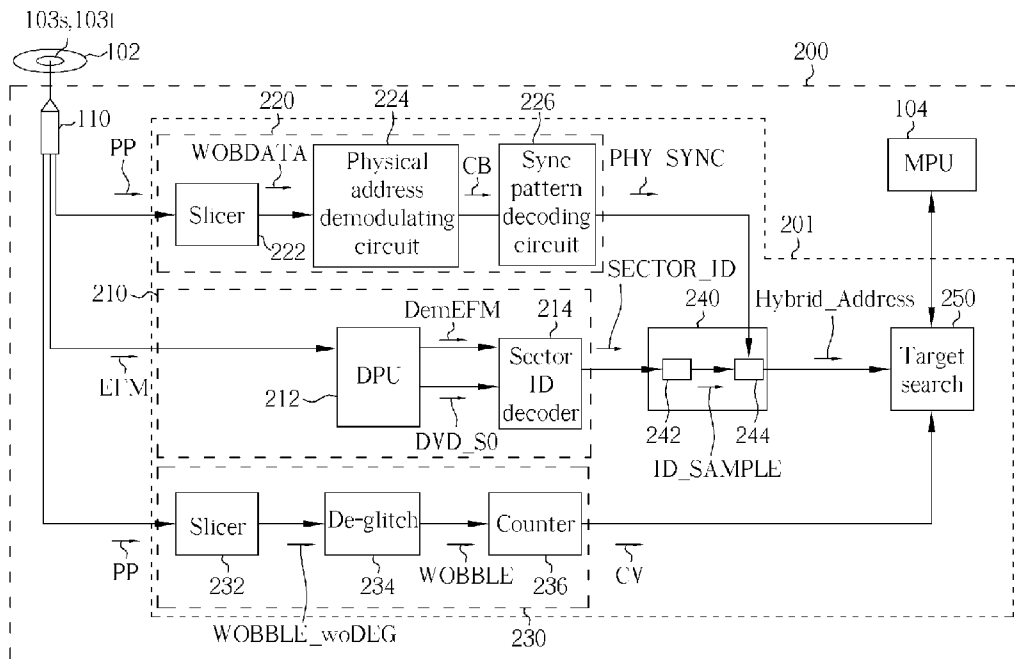 103s,103t
102
200
110
220
224
226
104
PP
WOBDATA
CB
PHY_SYNC
MPU
Slicer
Physical
address
demodulating
circuit
Sync
pattern
decoding
circuit
222
201
210
SECTOR_ID
DemEFM
214
240
Hybrid_Address
250
EFM
DPU
212
Sector
ID
decoder
Target
search
242
244
DVD_S0
ID_SAMPLE
Slicer
De-glitch
Counter
PP
232
234
WOBBLE
236
CV
WOBBLE_woDEG
230